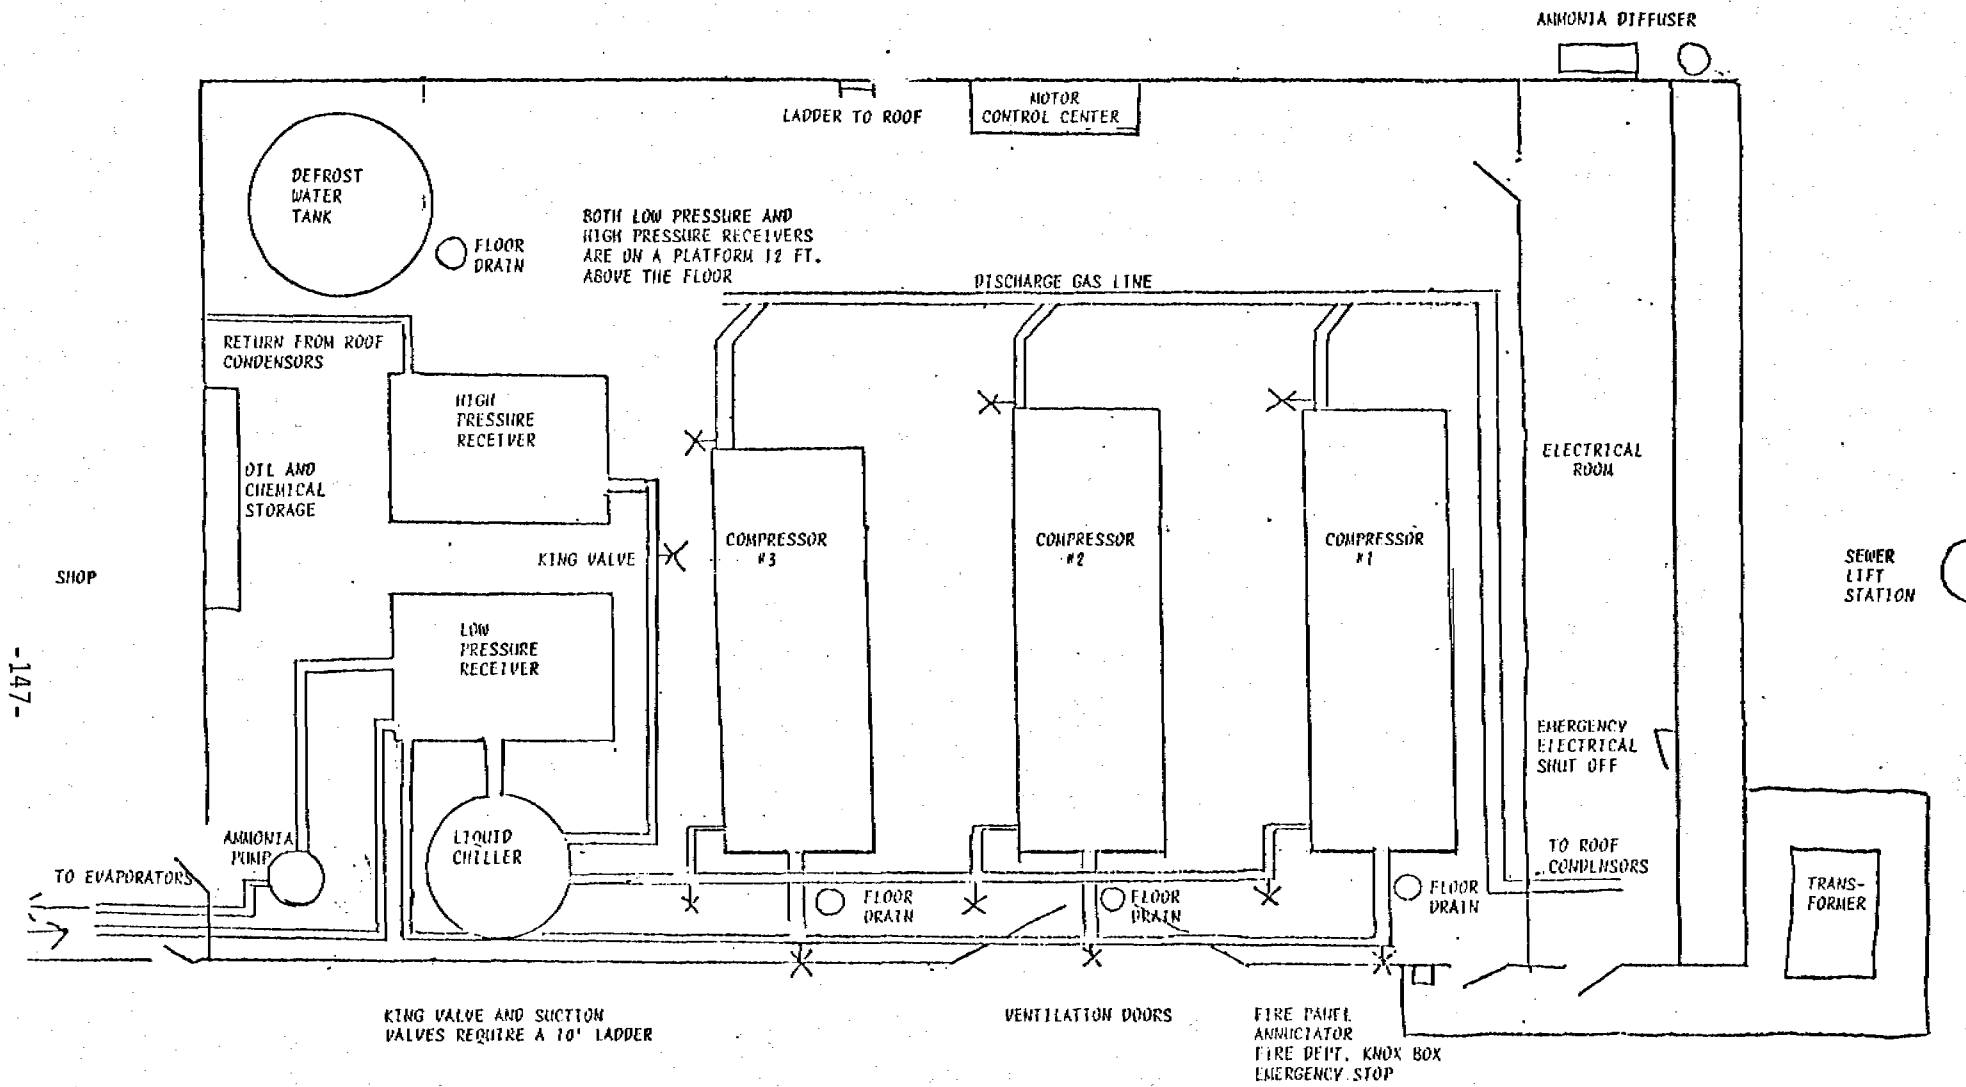 AMMONIA DIFFUSER
LADDER TO ROOF
MOTOR
CONTROL CENTER
DEFROST
WATER
TANK
FLOOR
DRAIN
BOTH LOW PRESSURE AND
HIGH PRESSURE RECEIVERS
ARE ON A PLATFORM 12 FT.
ABOVE THE FLOOR
DISCHARGE GAS LINE
RETURN FROM ROOF
CONDENSORS
HIGH
PRESSURE
RECEIVER
OIL AND
CHEMICAL
STORAGE
ELECTRICAL
ROOM
KING VALVE
COMPRESSOR
#3
COMPRESSOR
#2
COMPRESSOR
#1
SHOP
SEWER
LIFT
STATION
LOW
PRESSURE
RECEIVER
-147-
EMERGENCY
ELECTRICAL
SHUT OFF
AMMONIA
PUMP
LIQUID
CHILLER
TO EVAPORATORS
TO ROOF
CONDENSORS
FLOOR
DRAIN
FLOOR
DRAIN
FLOOR
DRAIN
TRANS-
FORMER
KING VALVE AND SUCTION
VALVES REQUIRE A 10' LADDER
VENTILATION DOORS
FIRE PANEL
ANNUCIATOR
FIRE DEPT. KNOX BOX
EMERGENCY STOP